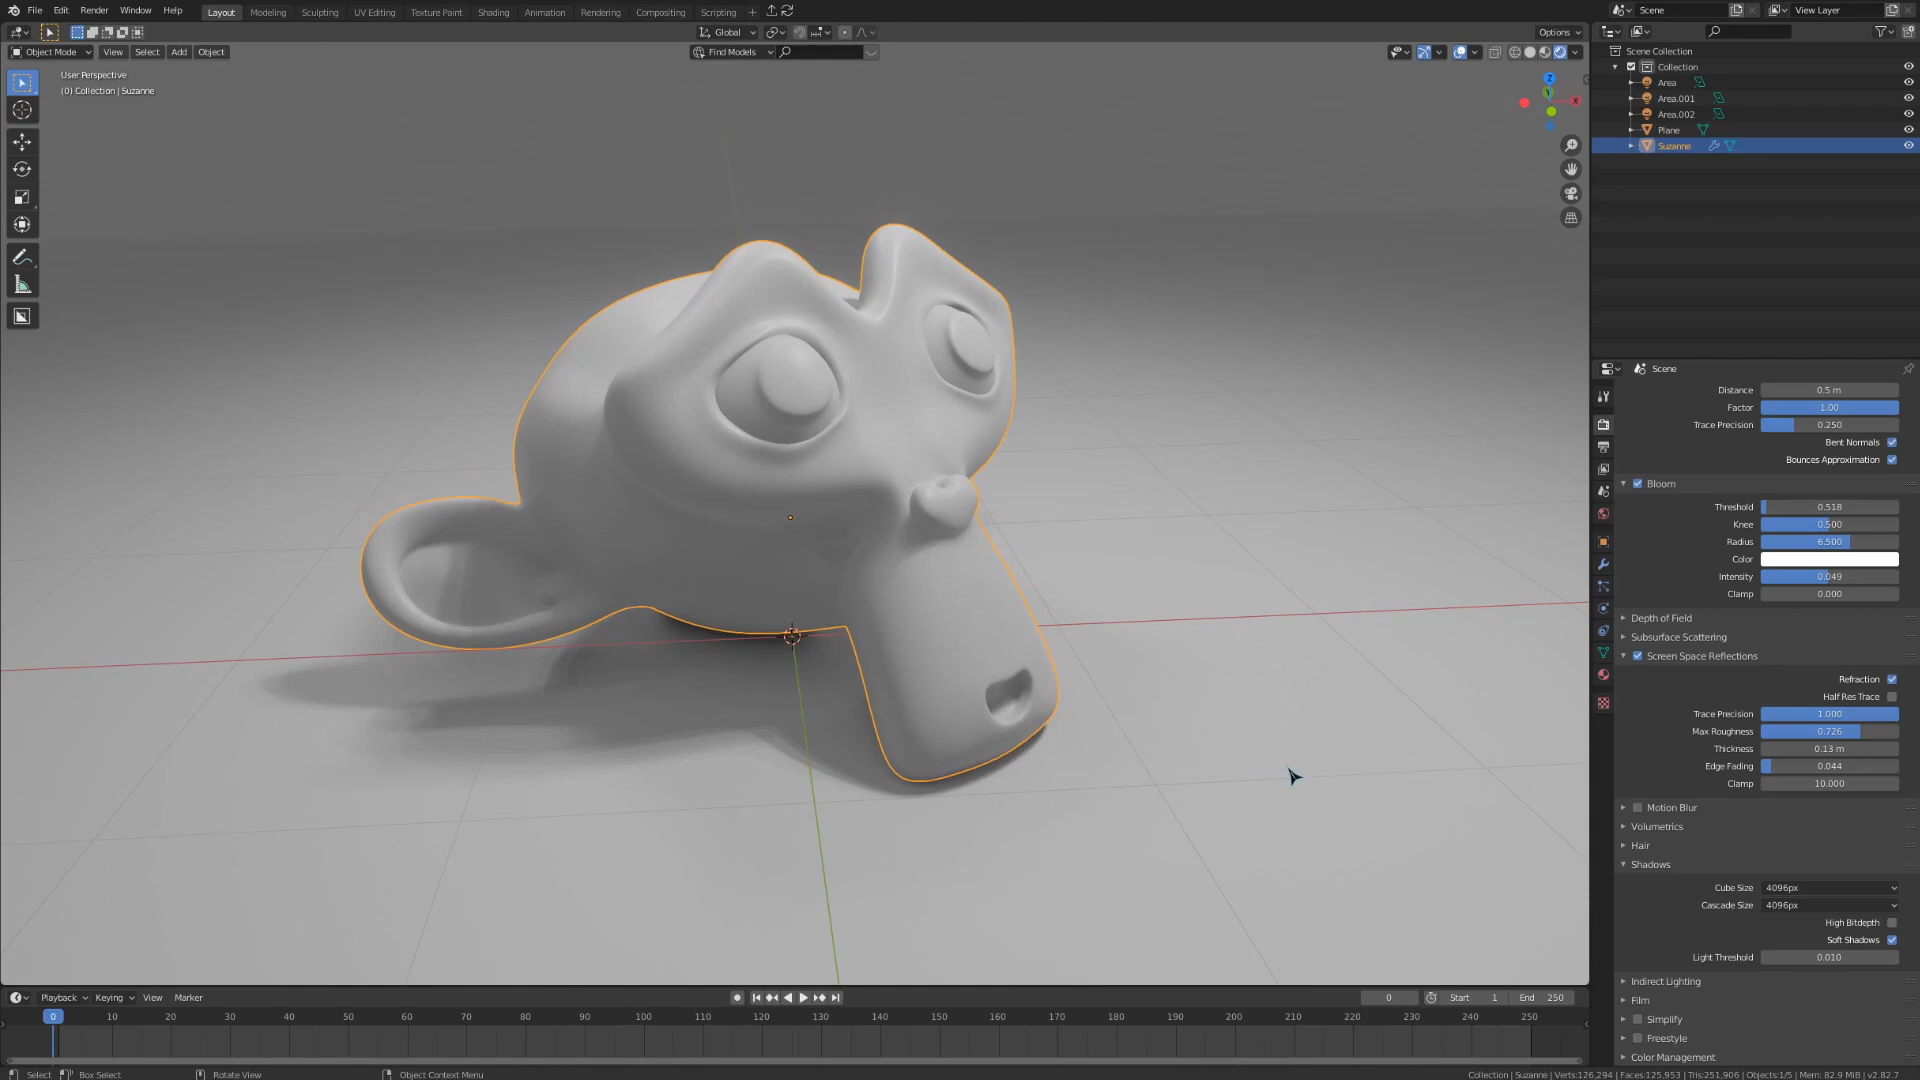 File Edit Render Window Help
Layout Modeling Sculpting UV Editing Texture Paint Shading Animation Rendering Compositing Scripting +
Scene
View Layer
Global
Options
Object Mode View Select Add Object
Find Models
User Perspective
(0) Collection | Suzanne
Z
X
Scene Collection
Collection
Area
Area.001
Area.002
Plane
Suzanne
Scene
Distance 0.5 m
Factor 1.00
Trace Precision 0.250
Bent Normals
Bounces Approximation
Bloom
Threshold 0.518
Knee 0.500
Radius 6.500
Color
Intensity 0.049
Clamp 0.000
Depth of Field
Subsurface Scattering
Screen Space Reflections
Refraction
Half Res Trace
Trace Precision 1.000
Max Roughness 0.726
Thickness 0.13 m
Edge Fading 0.044
Clamp 10.000
Motion Blur
Volumetrics
Hair
Shadows
Cube Size 4096px
Cascade Size 4096px
High Bitdepth
Soft Shadows
Light Threshold 0.010
Indirect Lighting
Film
Simplify
Freestyle
Color Management
Playback Keying View Marker
0 Start 1 End 250
0 10 20 30 40 50 60 70 80 90 100 110 120 130 140 150 160 170 180 190 200 210 220 230 240 250
Select Box Select Rotate View Object Context Menu
Collection | Suzanne | Verts:126,294 | Faces:125,953 | Tris:251,906 | Objects:1/5 | Mem: 82.9 MiB | v2.82.7